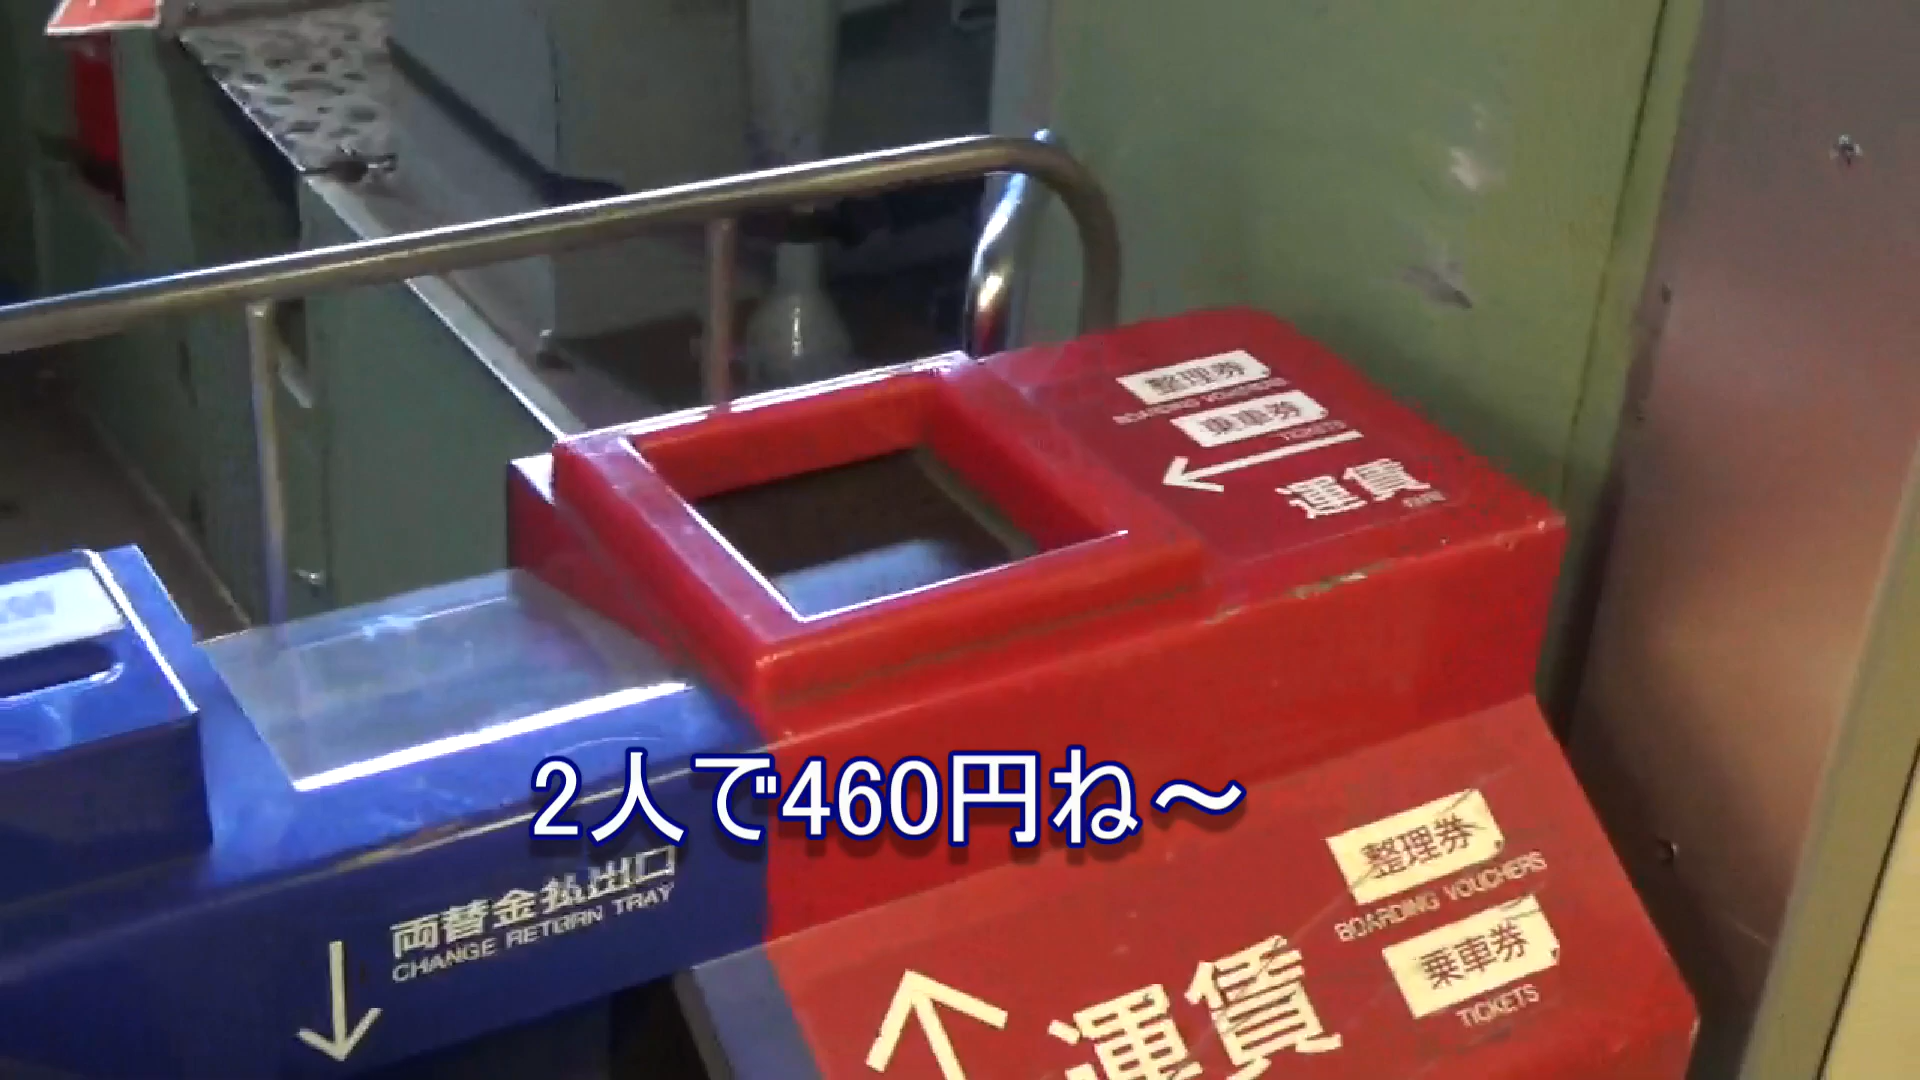 整理券
BOARDING VOUCHERS
乗車券
TICKETS
運賃
2人で460円ね～
両替金払出口
CHANGE RETURN TRAY
整理券
BOARDING VOUCHERS
乗車券
TICKETS
運賃